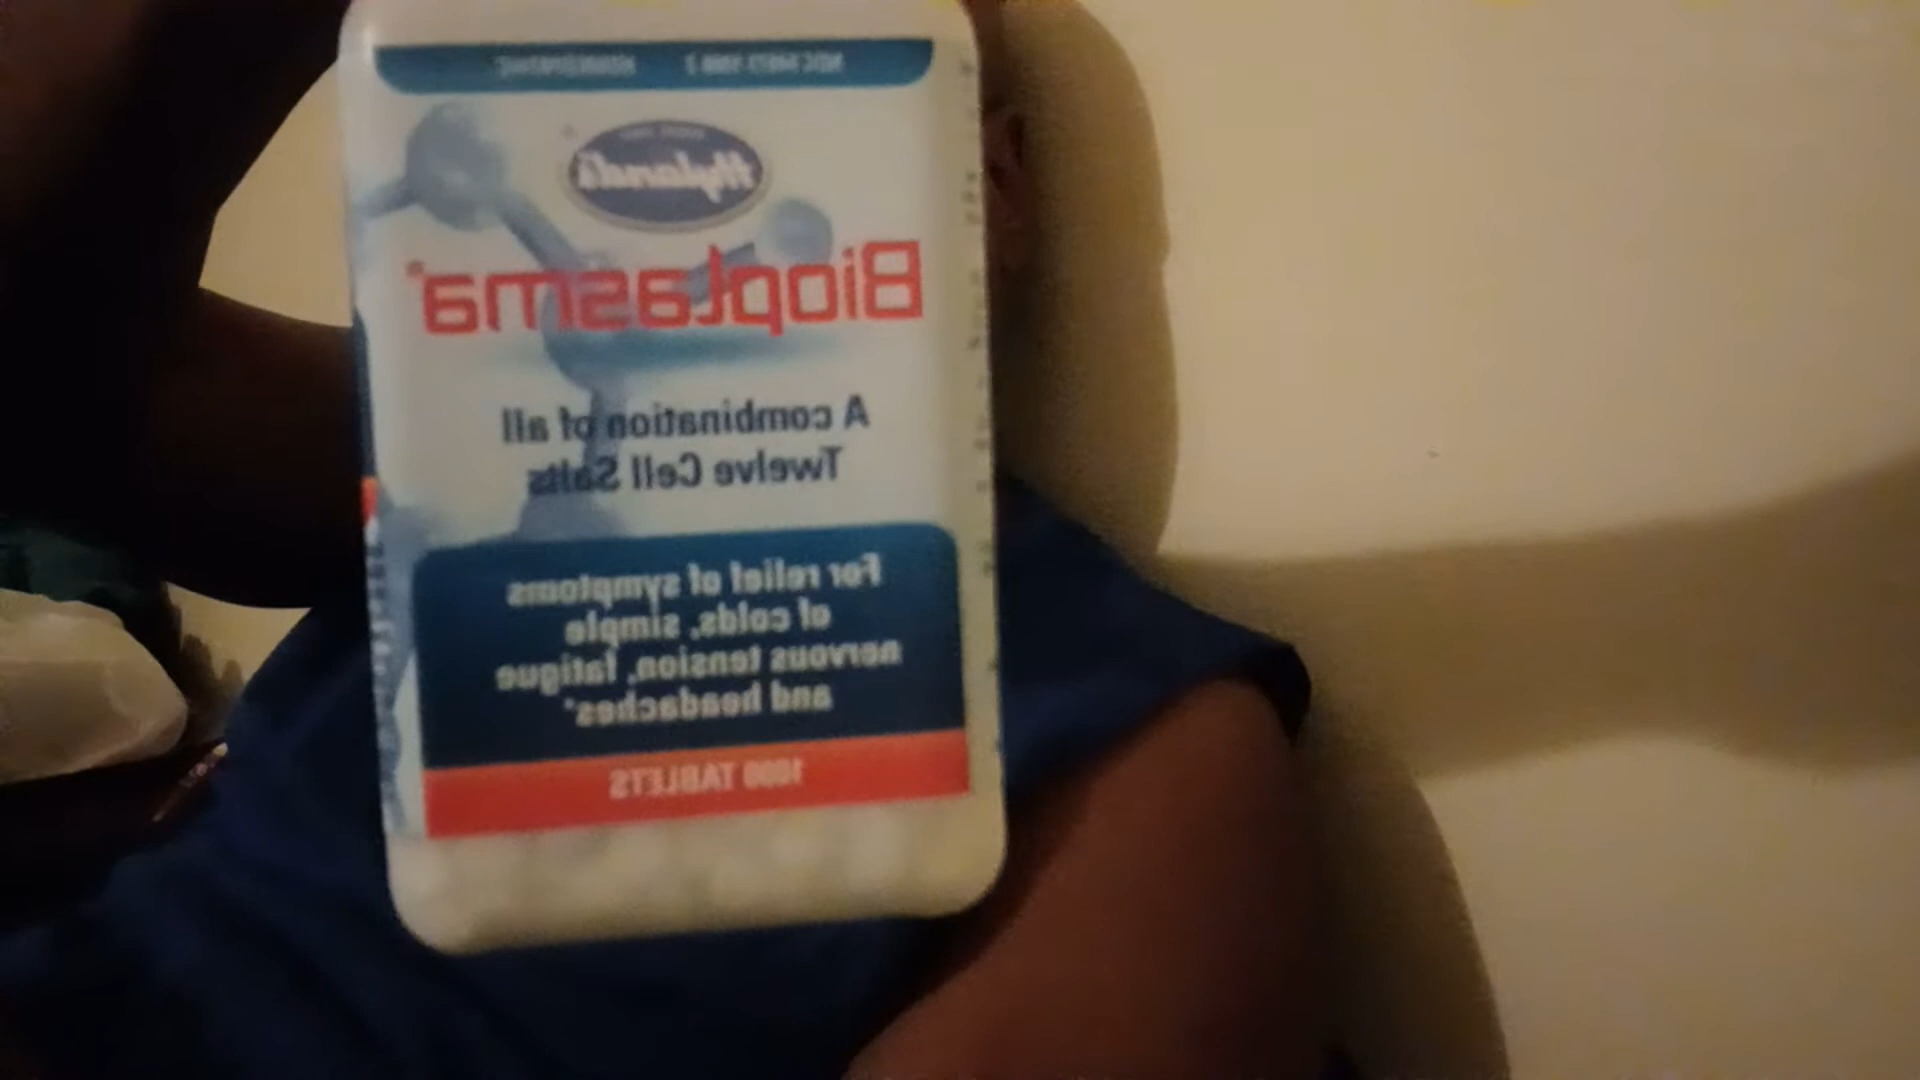 HOMEOPATHIC
Hyland's
Bioplasma®
A combination of all
Twelve Cell Salts
For relief of symptoms
of colds, simple
nervous tension, fatigue
and headaches*
1000 TABLETS